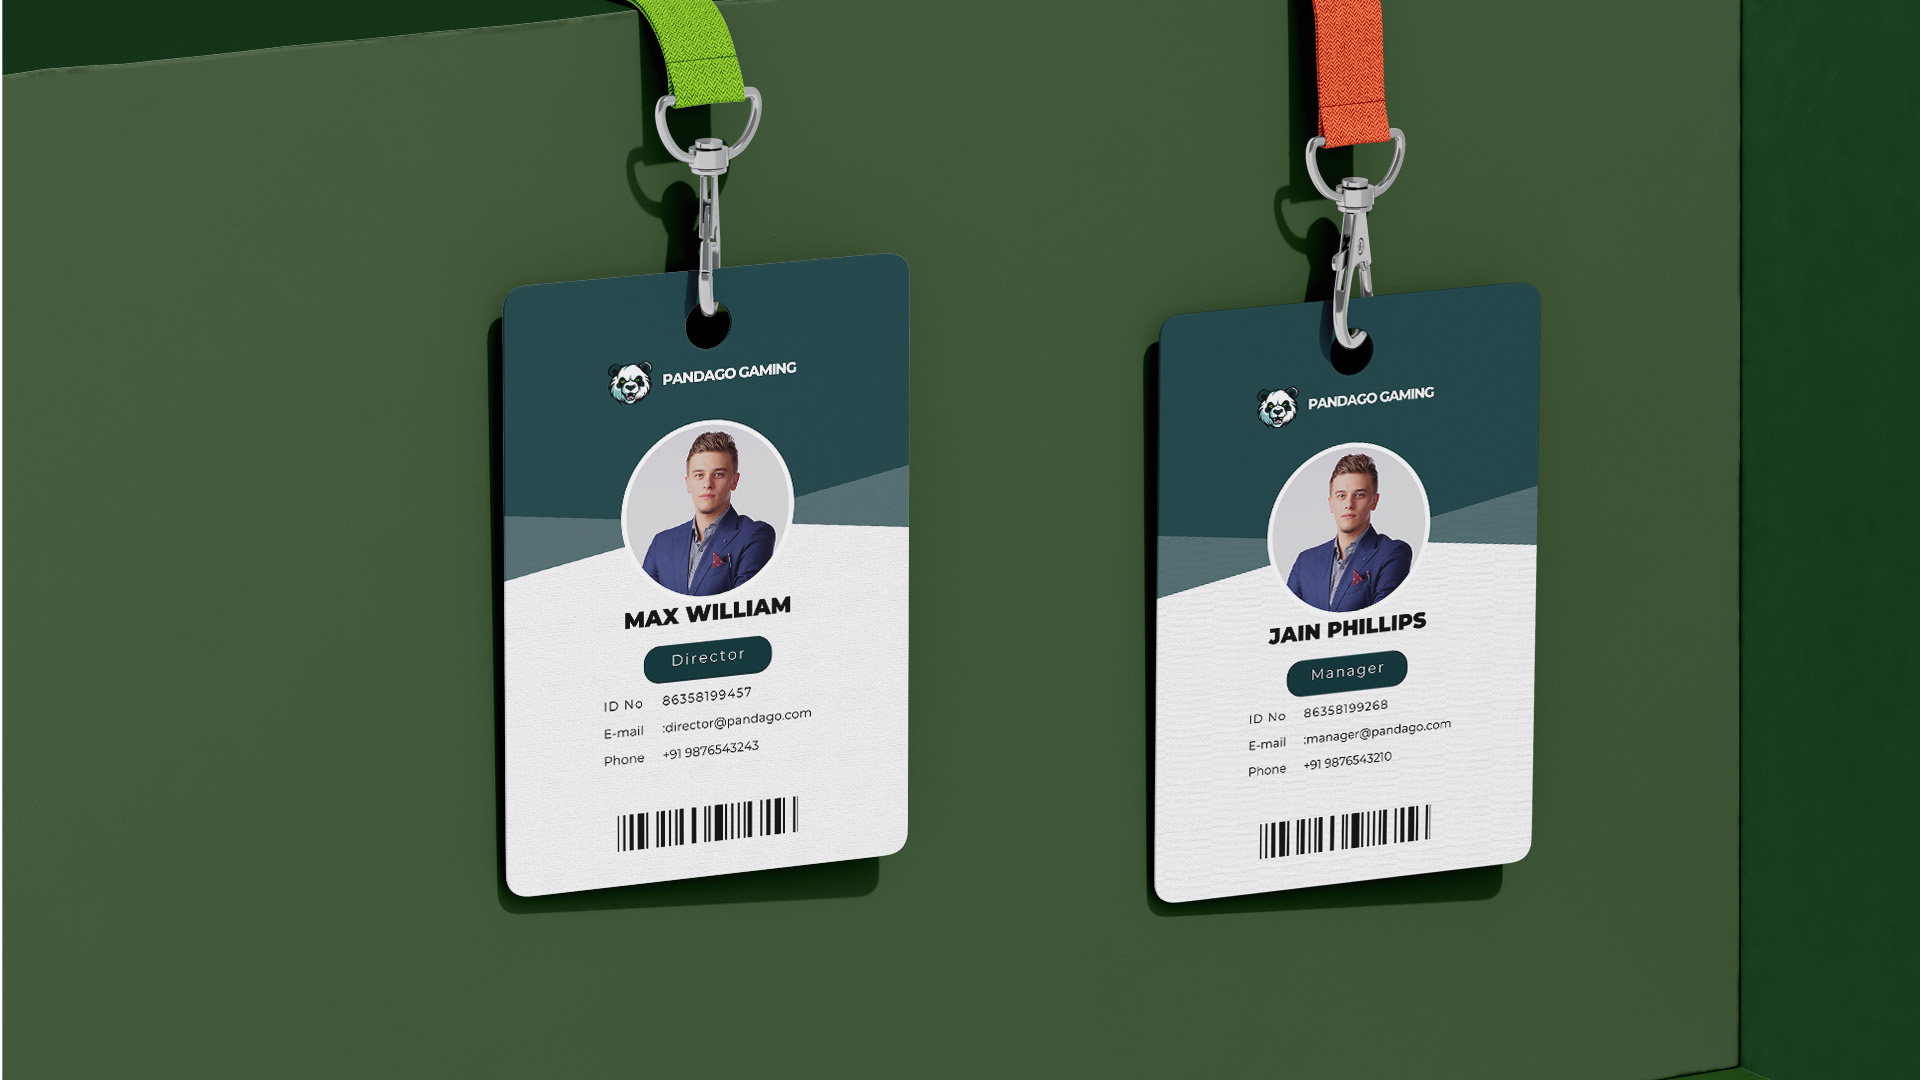 PANDAGO GAMING
MAX WILLIAM
Director
ID No 86358199457
E-mail :director@pandago.com
Phone +91 9876543243
PANDAGO GAMING
JAIN PHILLIPS
Manager
ID No 86358199268
E-mail :manager@pandago.com
Phone +91 9876543210